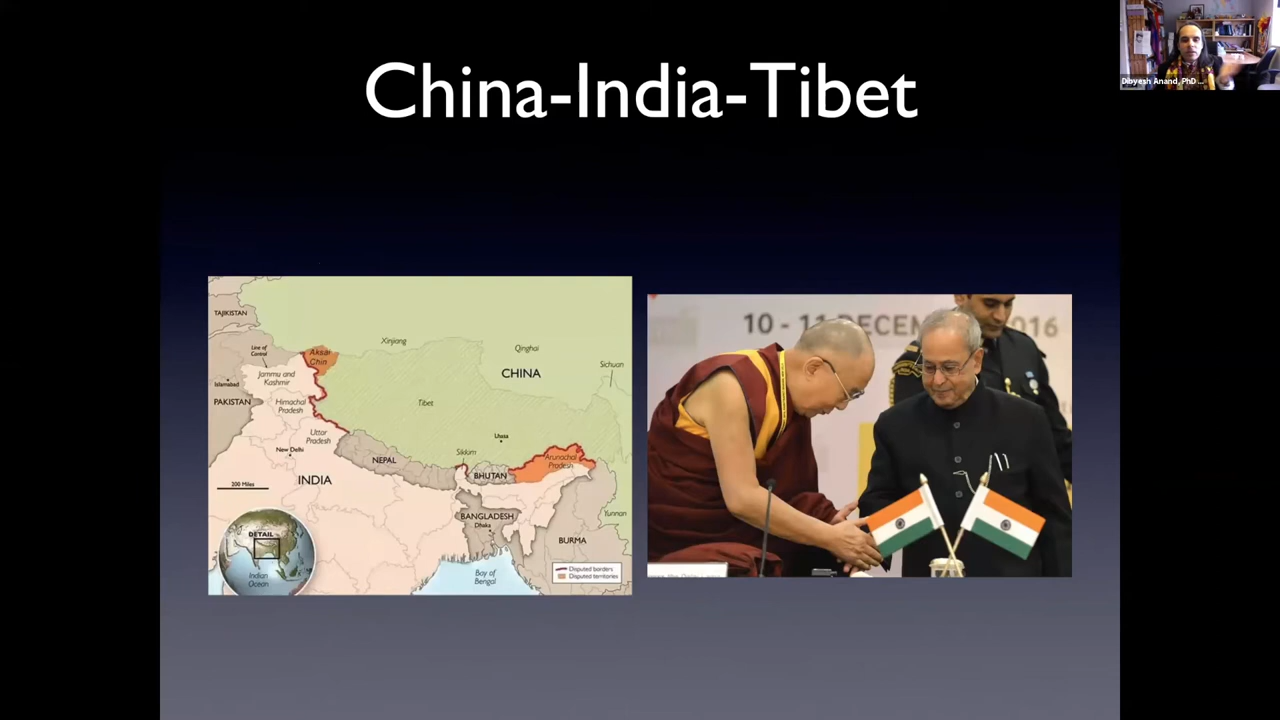 China-India-Tibet
Dibyesh Anand, PhD ...
TAJIKISTAN
Line of
Control
Aksai
Chin
Xinjiang
Qinghai
Sichuan
Jammu and
Kashmir
CHINA
Islamabad
PAKISTAN
Himachal
Pradesh
Tibet
Uttar
Pradesh
Lhasa
New Delhi
NEPAL
Sikkim
Arunachal
Pradesh
INDIA
BHUTAN
200 Miles
BANGLADESH
Dhaka
Yunnan
BURMA
DETAIL
Indian
Ocean
Bay of
Bengal
Disputed borders
Disputed territories
10 - 11 DECEM 2016